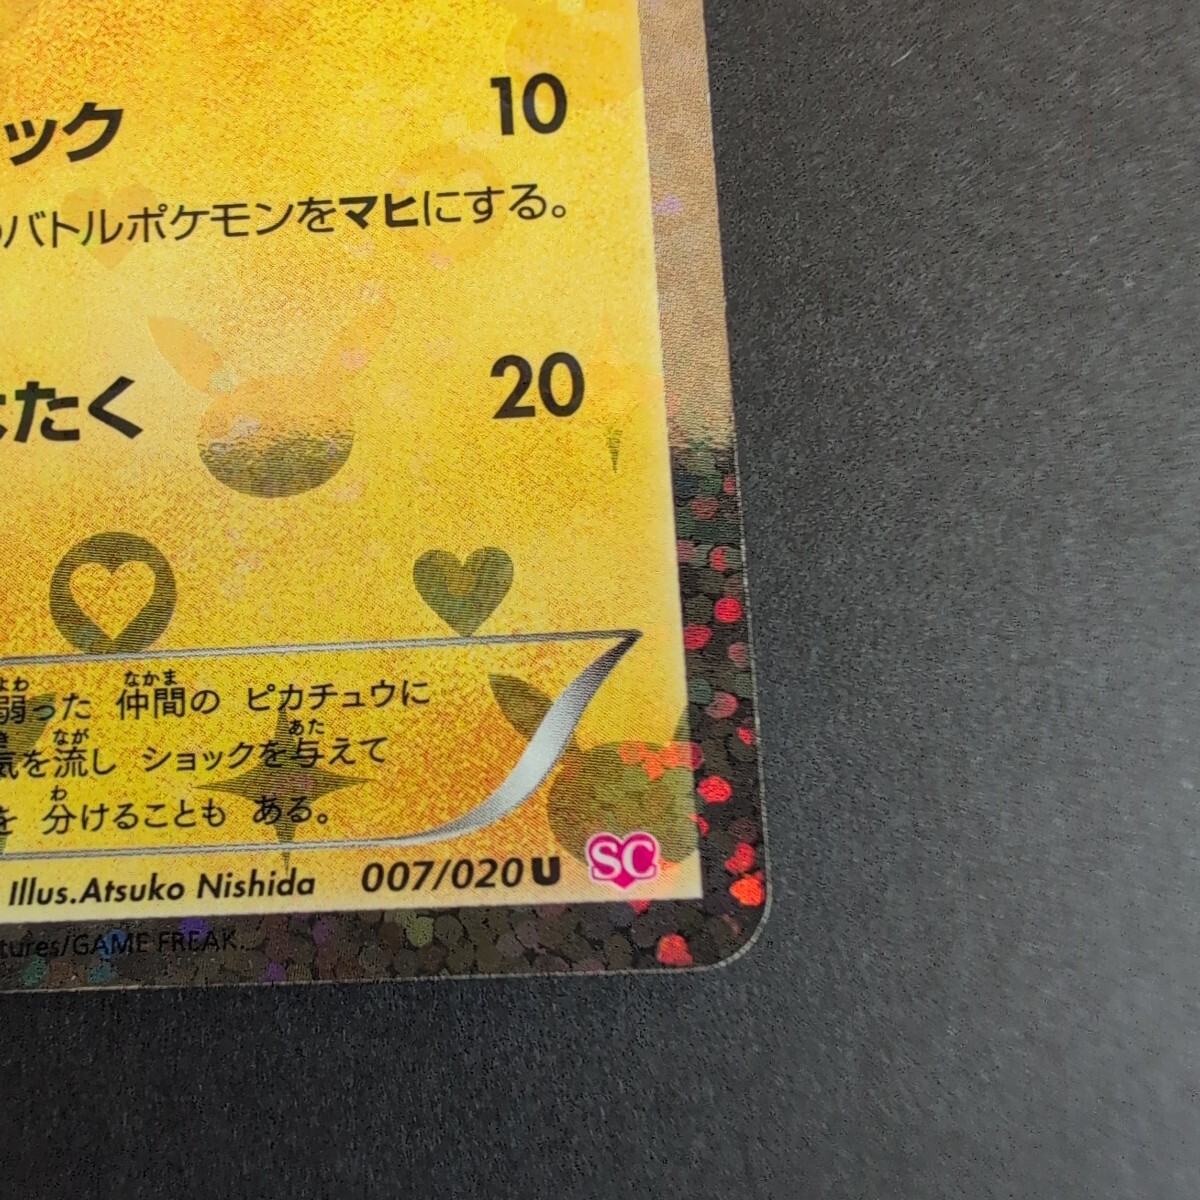 ック 10
バトルポケモンをマヒにする。
はたく 20
弱った 仲間の ピカチュウに
気を流し ショックを与えて
を 分けることも ある。
Illus.Atsuko Nishida 007/020 U SC
tures/GAME FREAK.